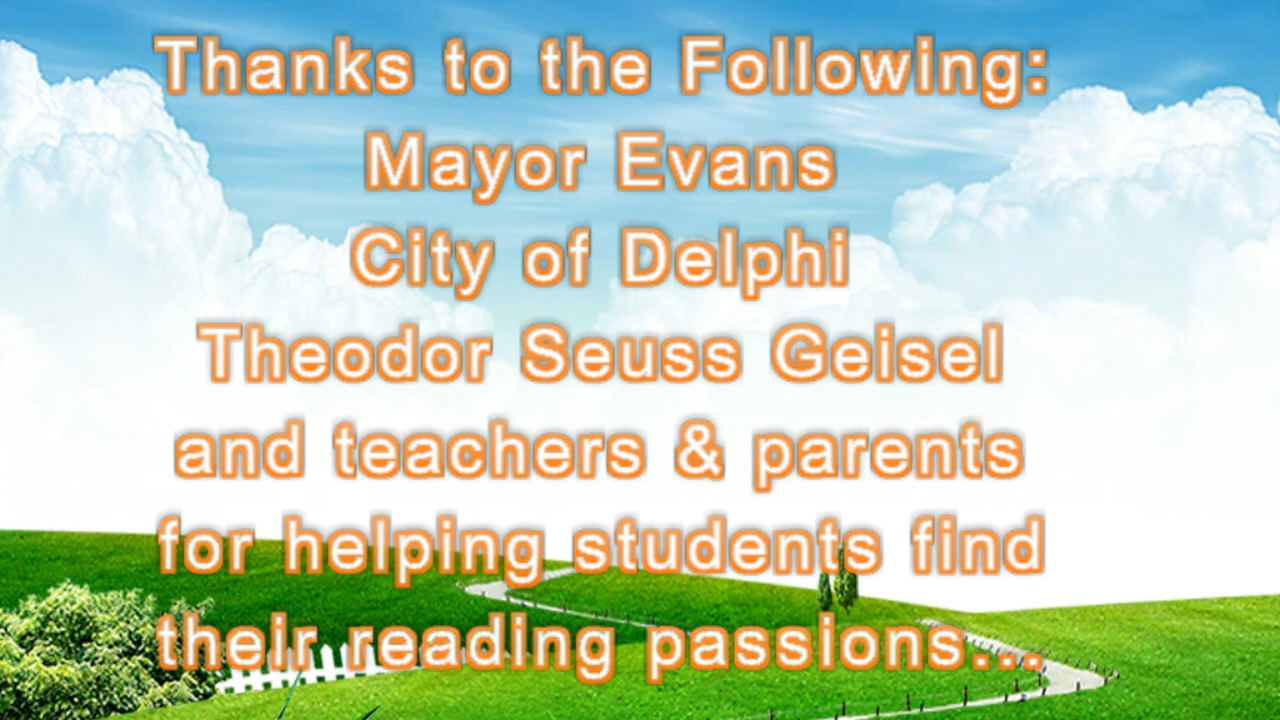 Thanks to the Following:
Mayor Evans
City of Delphi
Theodor Seuss Geisel
and teachers & parents
for helping students find
their reading passions...